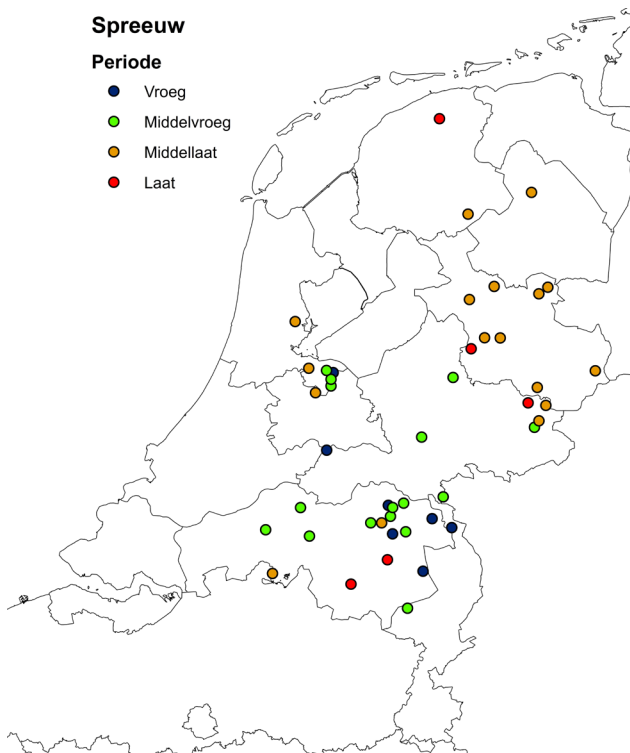 Spreeuw
Periode
Vroeg
Middelvroeg
Middellaat
Laat